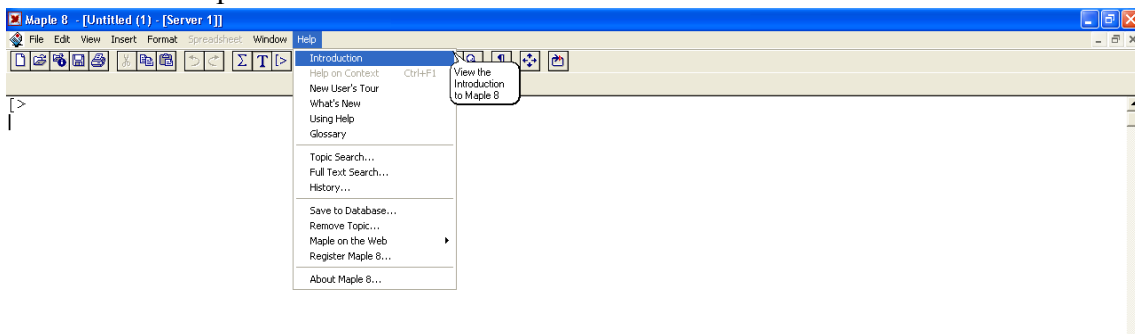 Maple 8 - [Untitled (1) - [Server 1]]
File Edit View Insert Format Spreadsheet Window Help
Σ T [>
Introduction
Help on Context Ctrl+F1
New User's Tour
What's New
Using Help
Glossary
Topic Search...
Full Text Search...
History...
Save to Database...
Remove Topic...
Maple on the Web
Register Maple 8...
About Maple 8...
View the
Introduction
to Maple 8
[>